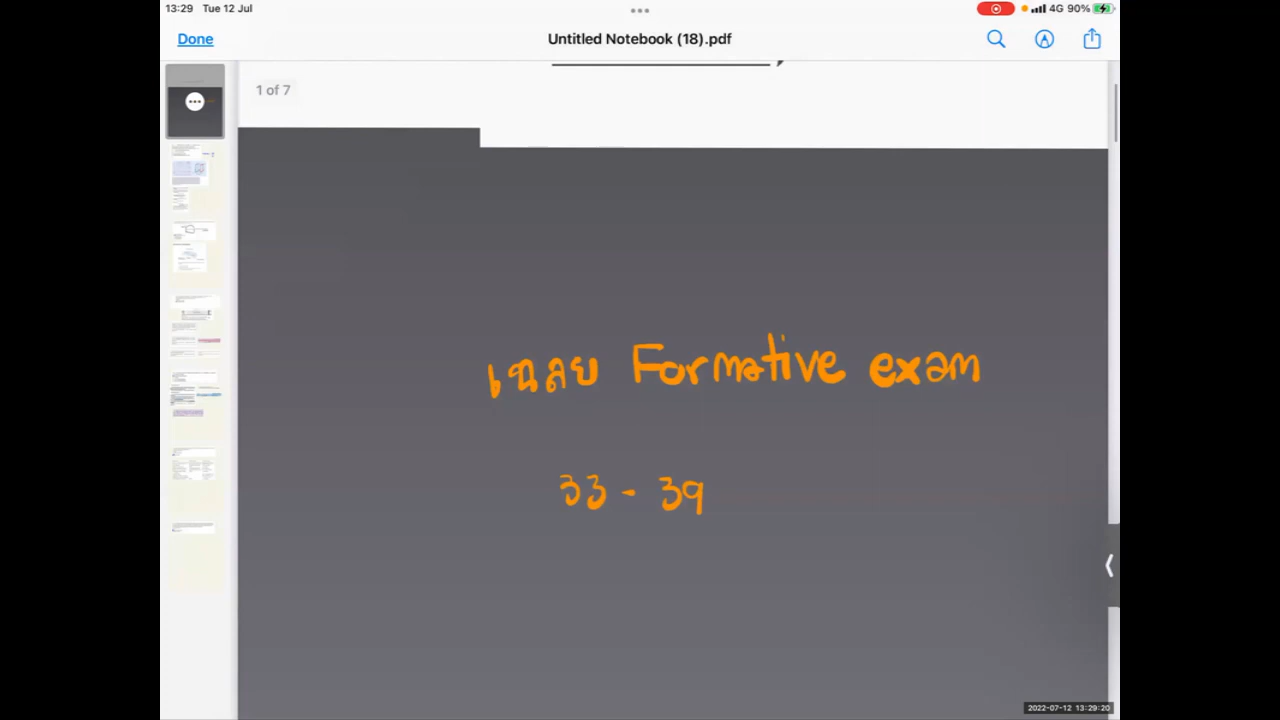 13:29 Tue 12 Jul
4G 90%
Done
Untitled Notebook (18).pdf
1 of 7
เฉลย Formative exam
33 - 39
2022-07-12 13:29:20